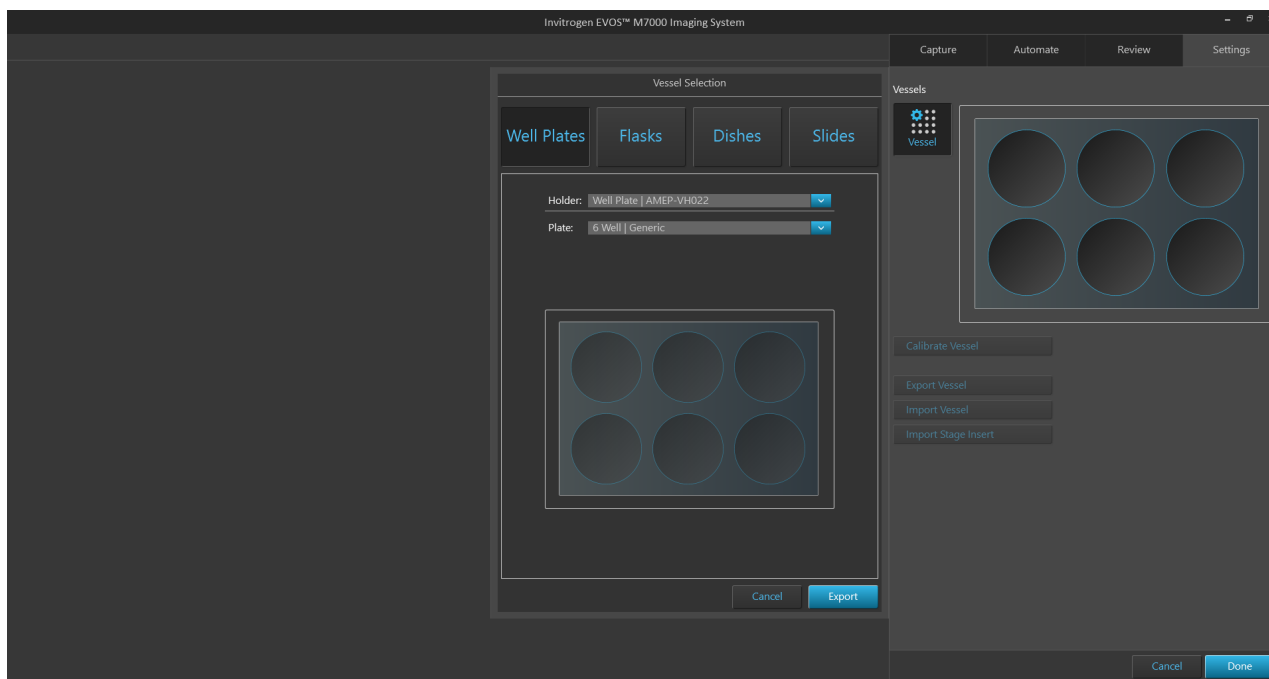 Invitrogen EVOS™ M7000 Imaging System
Capture Automate Review Settings
Vessel Selection
Well Plates Flasks Dishes Slides
Holder: Well Plate | AMEP-VH022
Plate: 6 Well | Generic
Cancel Export
Vessels
Vessel
Calibrate Vessel
Export Vessel
Import Vessel
Import Stage Insert
Cancel Done